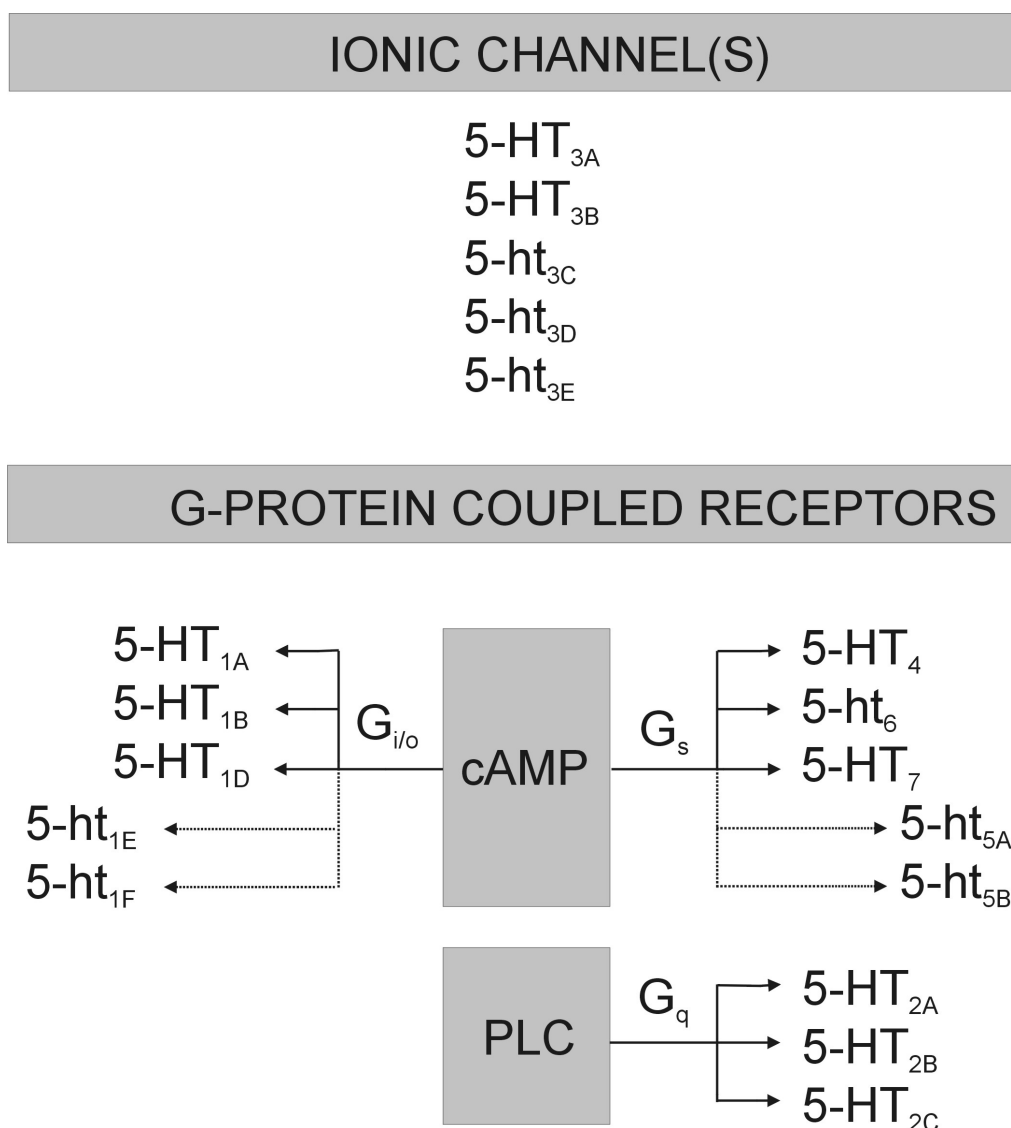 IONIC CHANNEL(S)
5-HT3A
5-HT3B
5-ht3C
5-ht3D
5-ht3E
G-PROTEIN COUPLED RECEPTORS
5-HT1A
5-HT1B
5-HT1D
5-ht1E
5-ht1F
Gi/o
cAMP
Gs
5-HT4
5-ht6
5-HT7
5-ht5A
5-ht5B
PLC
Gq
5-HT2A
5-HT2B
5-HT2C